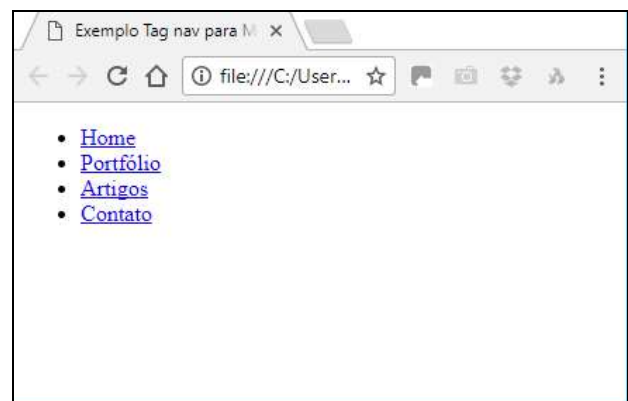 Exemplo Tag nav para M
file:///C:/User...
Home
Portfólio
Artigos
Contato